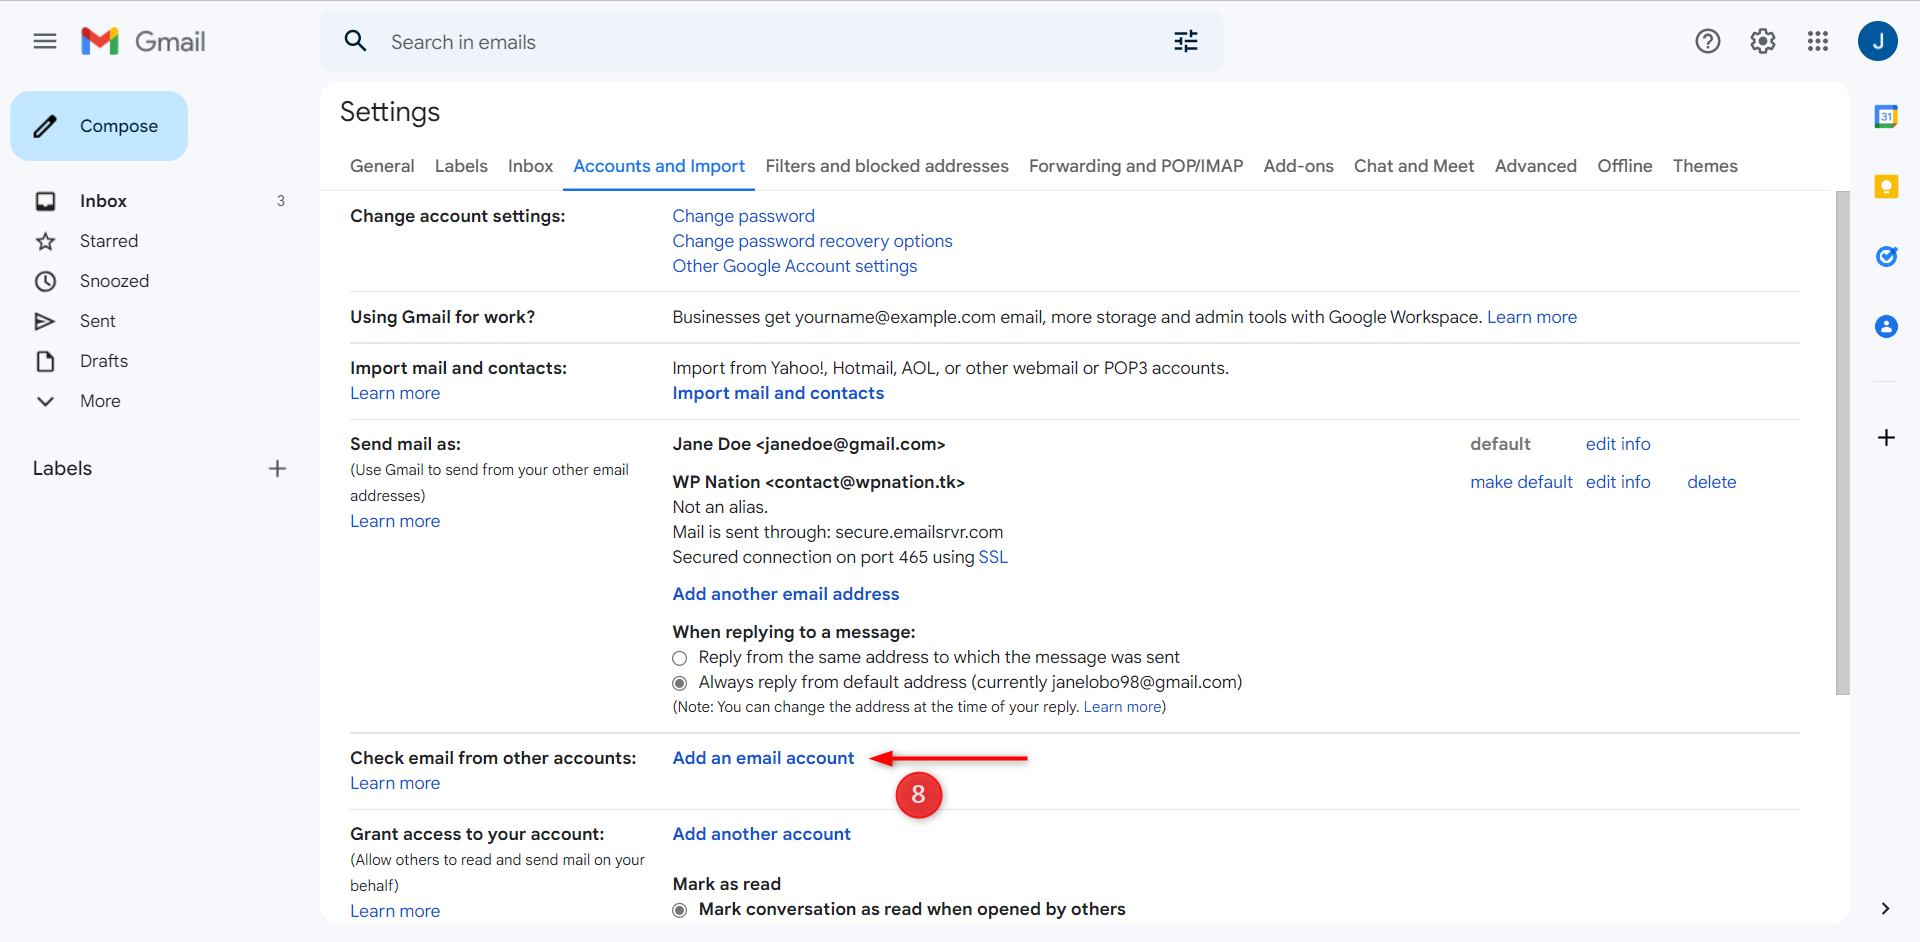 Gmail
Search in emails
J
Compose
Inbox 3
Starred
Snoozed
Sent
Drafts
More
Labels
Settings
General Labels Inbox Accounts and Import Filters and blocked addresses Forwarding and POP/IMAP Add-ons Chat and Meet Advanced Offline Themes
Change account settings: Change password
Change password recovery options
Other Google Account settings
Using Gmail for work? Businesses get yourname@example.com email, more storage and admin tools with Google Workspace. Learn more
Import mail and contacts: Import from Yahoo!, Hotmail, AOL, or other webmail or POP3 accounts.
Learn more Import mail and contacts
Send mail as: Jane Doe <janedoe@gmail.com> default edit info
(Use Gmail to send from your other email
addresses)
Learn more
WP Nation <contact@wpnation.tk> make default edit info delete
Not an alias.
Mail is sent through: secure.emailsrvr.com
Secured connection on port 465 using SSL
Add another email address
When replying to a message:
Reply from the same address to which the message was sent
Always reply from default address (currently janelobo98@gmail.com)
(Note: You can change the address at the time of your reply. Learn more)
Check email from other accounts: Add an email account
Learn more
8
Grant access to your account: Add another account
(Allow others to read and send mail on your
behalf)
Learn more
Mark as read
Mark conversation as read when opened by others
31